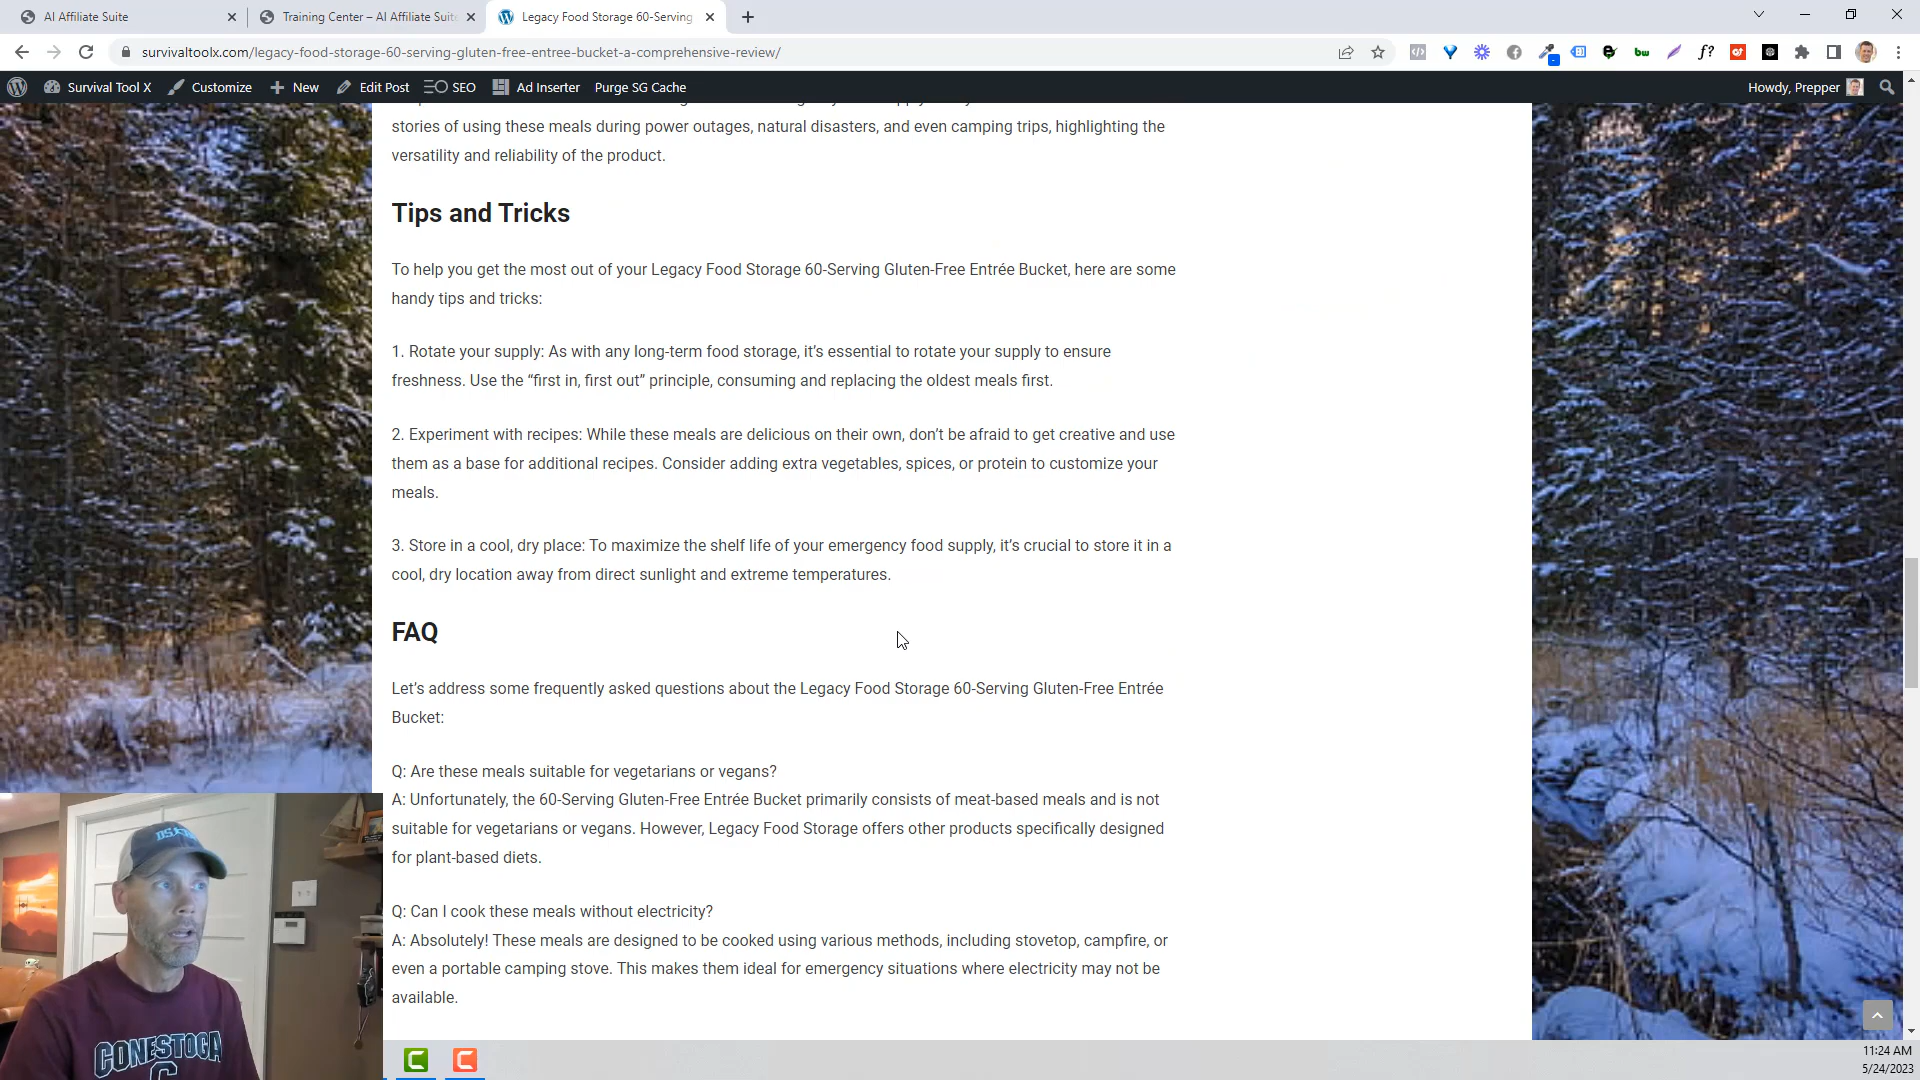 AI Affiliate Suite
Training Center – AI Affiliate Suite
Legacy Food Storage 60-Serving
survivaltoolx.com/legacy-food-storage-60-serving-gluten-free-entree-bucket-a-comprehensive-review/
Survival Tool X Customize New Edit Post SEO Ad Inserter Purge SG Cache Howdy, Prepper
stories of using these meals during power outages, natural disasters, and even camping trips, highlighting the
versatility and reliability of the product.
Tips and Tricks
To help you get the most out of your Legacy Food Storage 60-Serving Gluten-Free Entrée Bucket, here are some
handy tips and tricks:
1. Rotate your supply: As with any long-term food storage, it’s essential to rotate your supply to ensure
freshness. Use the “first in, first out” principle, consuming and replacing the oldest meals first.
2. Experiment with recipes: While these meals are delicious on their own, don’t be afraid to get creative and use
them as a base for additional recipes. Consider adding extra vegetables, spices, or protein to customize your
meals.
3. Store in a cool, dry place: To maximize the shelf life of your emergency food supply, it’s crucial to store it in a
cool, dry location away from direct sunlight and extreme temperatures.
FAQ
Let’s address some frequently asked questions about the Legacy Food Storage 60-Serving Gluten-Free Entrée
Bucket:
Q: Are these meals suitable for vegetarians or vegans?
A: Unfortunately, the 60-Serving Gluten-Free Entrée Bucket primarily consists of meat-based meals and is not
suitable for vegetarians or vegans. However, Legacy Food Storage offers other products specifically designed
for plant-based diets.
Q: Can I cook these meals without electricity?
A: Absolutely! These meals are designed to be cooked using various methods, including stovetop, campfire, or
even a portable camping stove. This makes them ideal for emergency situations where electricity may not be
available.
CONESTOGA
C
11:24 AM
5/24/2023